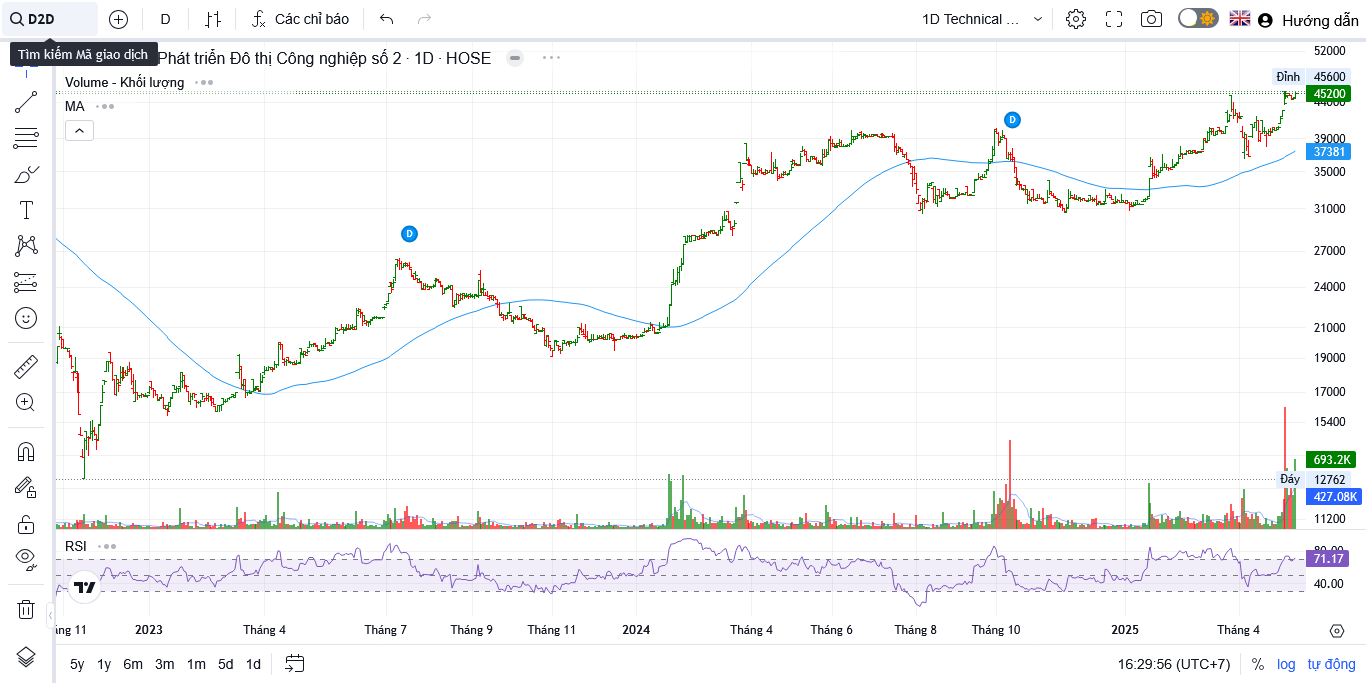 D2D
D
Các chỉ báo
1D Technical ...
Hướng dẫn
Tìm kiếm Mã giao dịch
Phát triển Đô thị Công nghiệp số 2 · 1D · HOSE
Volume - Khối lượng
MA
52000
Đỉnh 45600
45200
44000
39000
37381
35000
31000
27000
24000
21000
19000
17000
15400
693.2K
Đáy 12762
427.08K
11200
D
D
RSI
80.00
71.17
40.00
ng 11 2023 Tháng 4 Tháng 7 Tháng 9 Tháng 11 2024 Tháng 4 Tháng 6 Tháng 8 Tháng 10 2025 Tháng 4
5y 1y 6m 3m 1m 5d 1d
16:29:56 (UTC+7) % log tự động